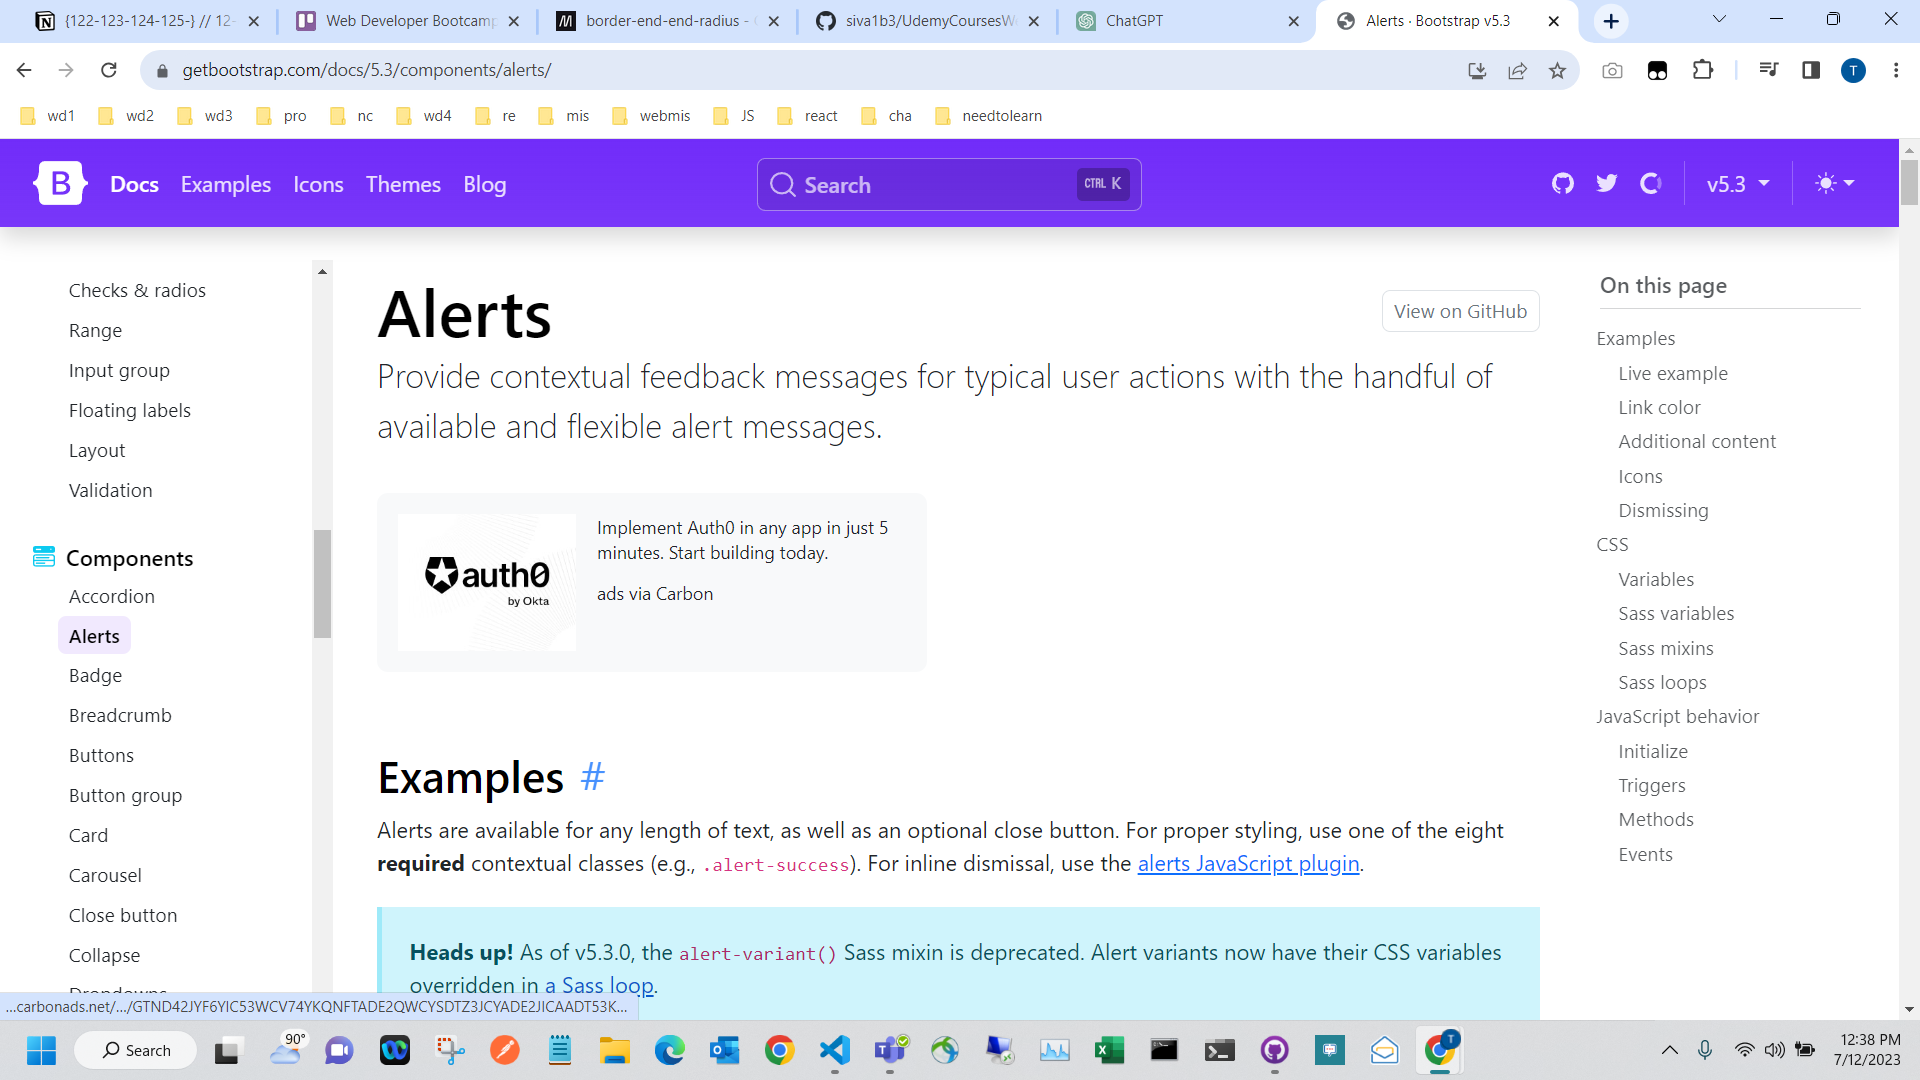 {122-123-124-125-} // 12-
Web Developer Bootcamp
border-end-end-radius -
siva1b3/UdemyCoursesW
ChatGPT
Alerts · Bootstrap v5.3
getbootstrap.com/docs/5.3/components/alerts/
T
wd1
wd2
wd3
pro
nc
wd4
re
mis
webmis
JS
react
cha
needtolearn
B
Docs
Examples
Icons
Themes
Blog
Search
CTRL K
v5.3
Checks & radios
Range
Input group
Floating labels
Layout
Validation
Components
Accordion
Alerts
Badge
Breadcrumb
Buttons
Button group
Card
Carousel
Close button
Collapse
Dropdowns
Alerts
View on GitHub
Provide contextual feedback messages for typical user actions with the handful of
available and flexible alert messages.
auth0
by Okta
Implement Auth0 in any app in just 5
minutes. Start building today.
ads via Carbon
Examples #
Alerts are available for any length of text, as well as an optional close button. For proper styling, use one of the eight
required contextual classes (e.g., .alert-success). For inline dismissal, use the alerts JavaScript plugin.
Heads up! As of v5.3.0, the alert-variant() Sass mixin is deprecated. Alert variants now have their CSS variables
overridden in a Sass loop.
On this page
Examples
Live example
Link color
Additional content
Icons
Dismissing
CSS
Variables
Sass variables
Sass mixins
Sass loops
JavaScript behavior
Initialize
Triggers
Methods
Events
...carbonads.net/.../GTND42JYF6YIC53WCV74YKQNFTADE2QWCYSDTZ3JCYADE2JICAADT53K...
Search
90°
T
12:38 PM
7/12/2023